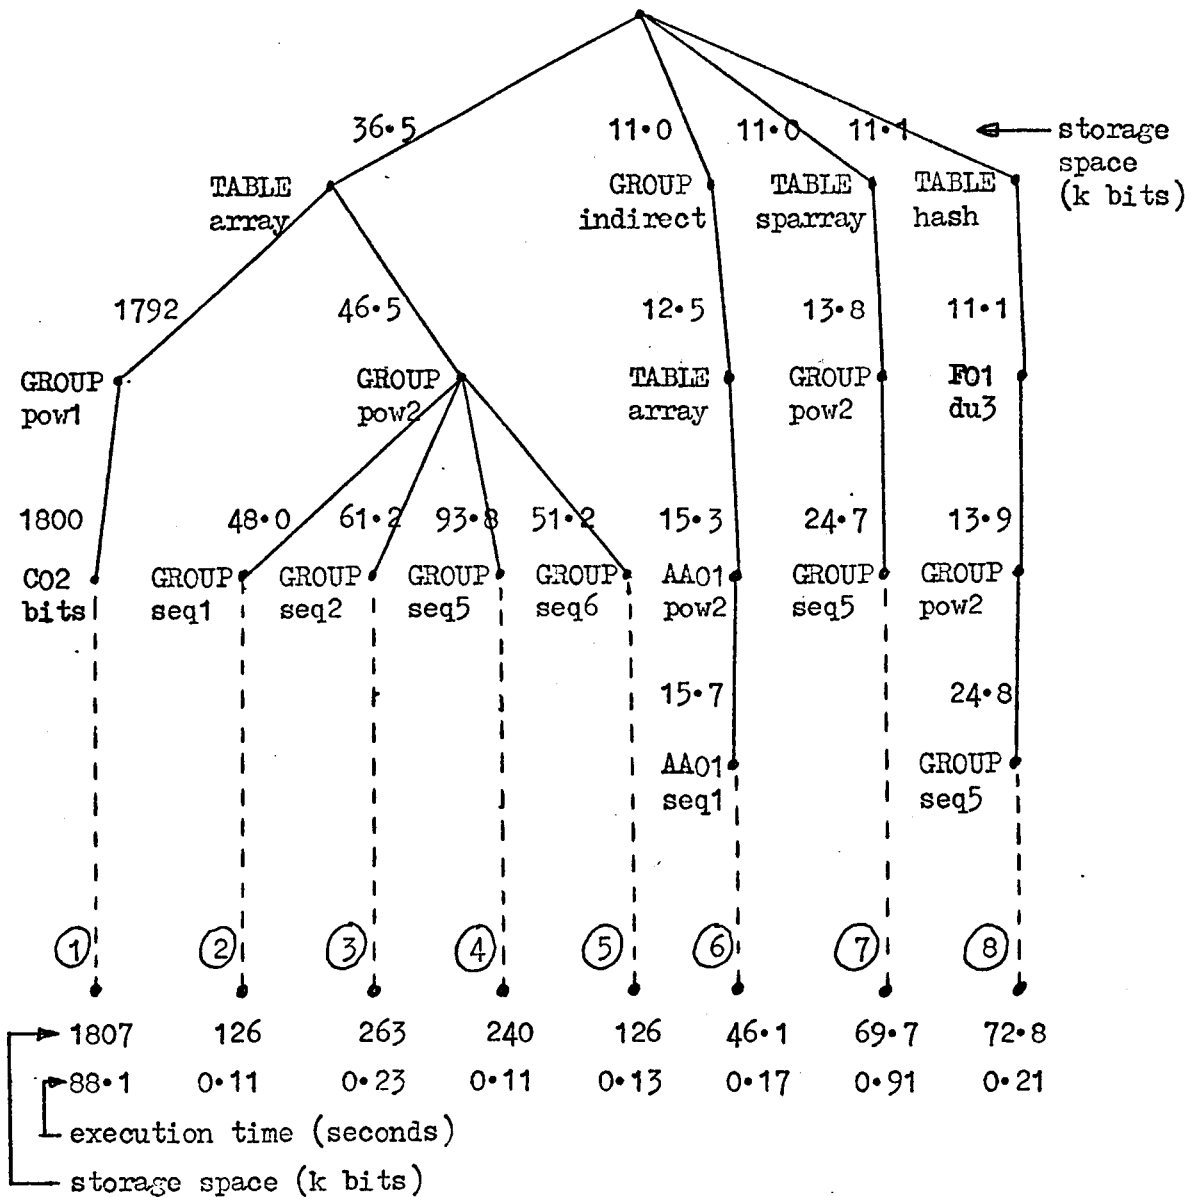 36·5 11·0 11·0 11·1 storage
space
(k bits)
TABLE GROUP TABLE TABLE
array indirect sparray hash
1792 46·5 12·5 13·8 11·1
GROUP GROUP TABLE GROUP F01
pow1 pow2 array pow2 du3
1800 48·0 61·2 93·8 51·2 15·3 24·7 13·9
C02 GROUP GROUP GROUP GROUP AA01 GROUP GROUP
bits seq1 seq2 seq5 seq6 pow2 seq5 pow2
15·7 24·8
AA01 GROUP
seq1 seq5
1 2 3 4 5 6 7 8
1807 126 263 240 126 46·1 69·7 72·8
88·1 0·11 0·23 0·11 0·13 0·17 0·91 0·21
execution time (seconds)
storage space (k bits)